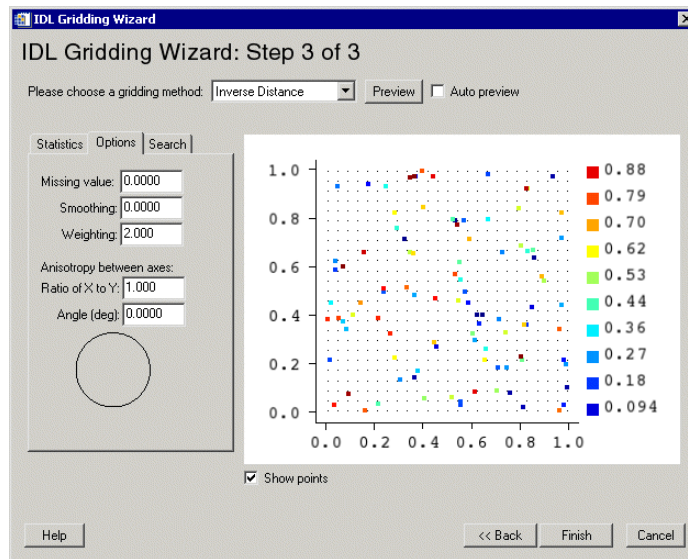 IDL Gridding Wizard
IDL Gridding Wizard: Step 3 of 3
Please choose a gridding method: Inverse Distance Preview Auto preview
Statistics Options Search
Missing value: 0.0000
Smoothing: 0.0000
Weighting: 2.000
Anisotropy between axes:
Ratio of X to Y: 1.000
Angle (deg): 0.0000
1.0
0.8
0.6
0.4
0.2
0.0
0.0 0.2 0.4 0.6 0.8 1.0
0.88
0.79
0.70
0.62
0.53
0.44
0.36
0.27
0.18
0.094
Show points
Help << Back Finish Cancel